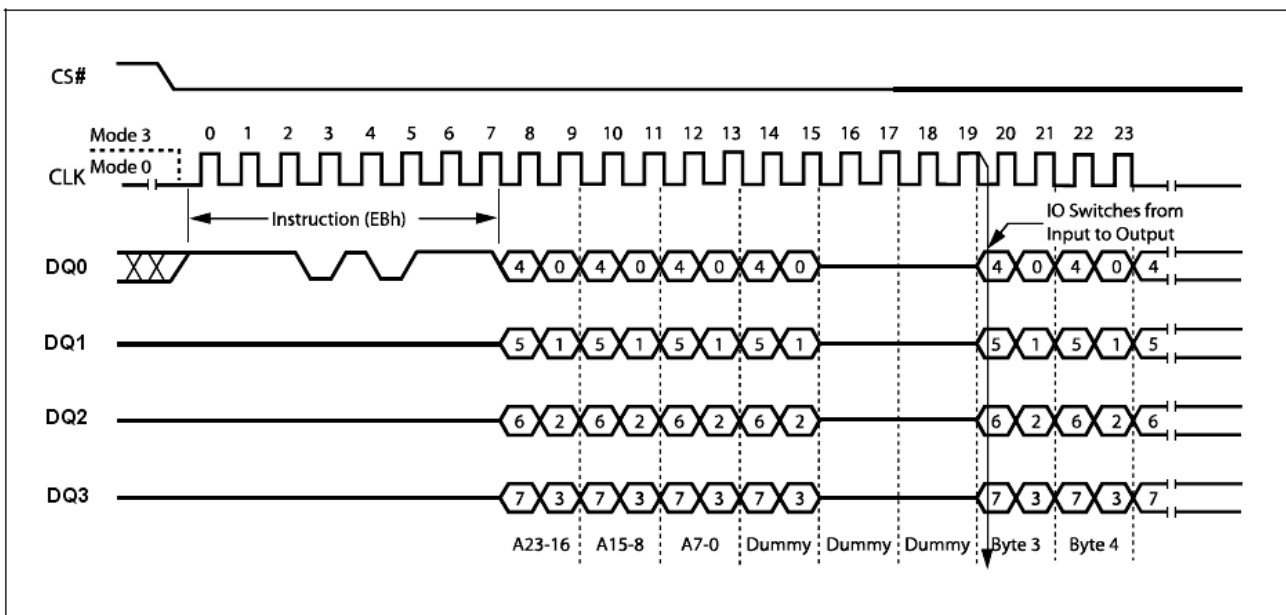 CS#
Mode 3
0 1 2 3 4 5 6 7 8 9 10 11 12 13 14 15 16 17 18 19 20 21 22 23
CLK Mode 0
Instruction (EBh)
IO Switches from
Input to Output
DQ0 4 0 4 0 4 0 4 0 4 0 4 0 4
DQ1 5 1 5 1 5 1 5 1 5 1 5 1 5
DQ2 6 2 6 2 6 2 6 2 6 2 6 2 6
DQ3 7 3 7 3 7 3 7 3 7 3 7 3 7
A23-16 A15-8 A7-0 Dummy Dummy Dummy Byte 3 Byte 4